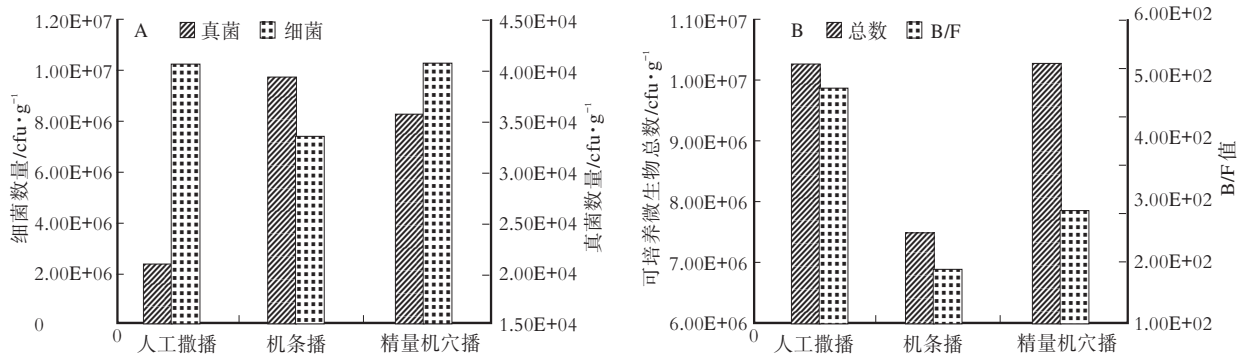 A 真菌 细菌
1.20E+07
1.00E+07
8.00E+06
6.00E+06
4.00E+06
2.00E+06
0
细菌数量/cfu·g⁻¹
4.50E+04
4.00E+04
3.50E+04
3.00E+04
2.50E+04
2.00E+04
1.50E+04
真菌数量/cfu·g⁻¹
0
人工撒播 机条播 精量机穴播
B 总数 B/F
1.10E+07
1.00E+07
9.00E+06
8.00E+06
7.00E+06
6.00E+06
可培养微生物总数/cfu·g⁻¹
6.00E+02
5.00E+02
4.00E+02
3.00E+02
2.00E+02
1.00E+02
B/F值
0
人工撒播 机条播 精量机穴播